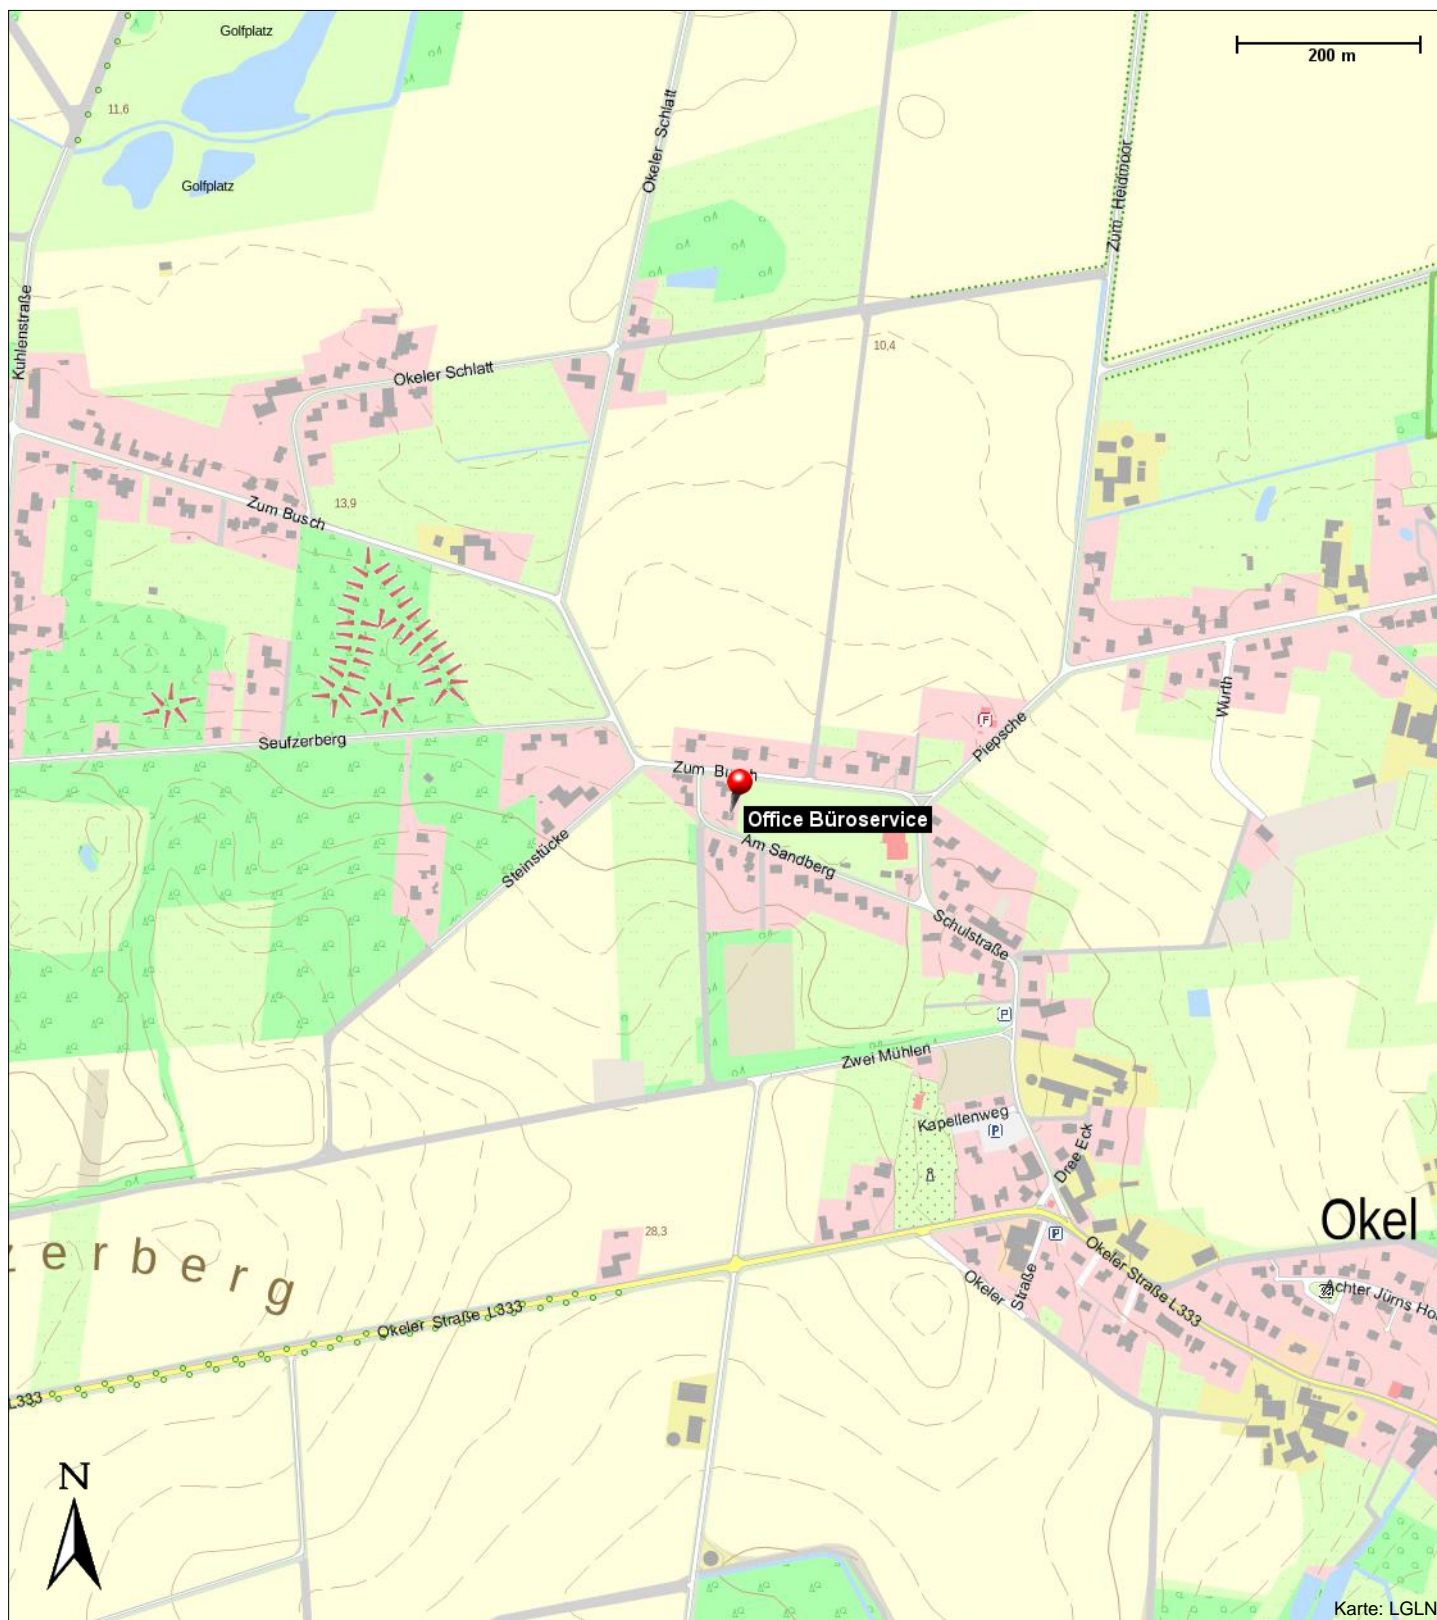 Golfplatz
200 m
11,6
Okeler Schlatt
Zum Heidmoor
Golfplatz
Kuhlenstraße
10,4
Okeler Schlatt
13,9
Zum Busch
Wurth
F
Piepsche
Seufzerberg
Zum Busch
Office Büroservice
Steinstücke
Am Sandberg
Schulstraße
P
Zwei Mühlen
Kapellenweg
P
Dree Eck
28,3
Okel
P
zerberg
Okeler Straße L333
Okeler Straße
Achter Jürns Ho
Okeler Straße L333
L333
N
Karte: LGLN